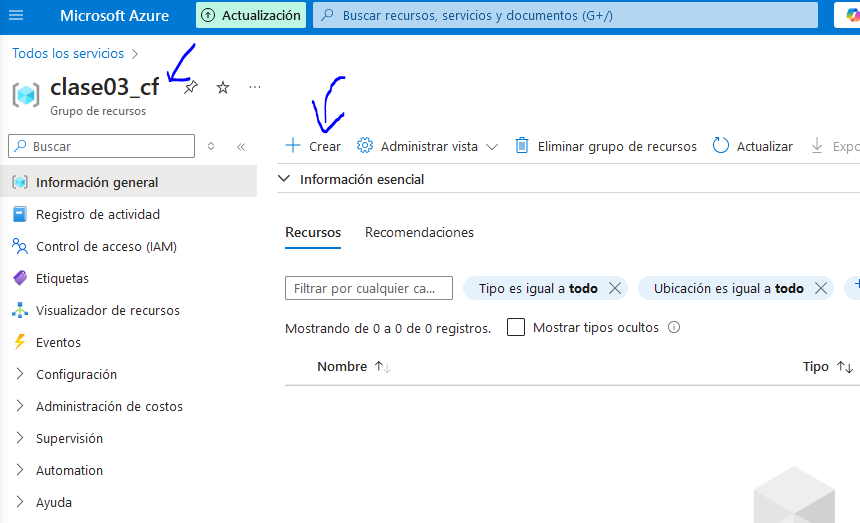 Microsoft Azure
Actualización
Buscar recursos, servicios y documentos (G+/)
Todos los servicios
clase03_cf
Grupo de recursos
Buscar
Crear
Administrar vista
Eliminar grupo de recursos
Actualizar
Expo
Información general
Información esencial
Registro de actividad
Control de acceso (IAM)
Etiquetas
Visualizador de recursos
Eventos
Configuración
Administración de costos
Supervisión
Automation
Ayuda
Recursos
Recomendaciones
Filtrar por cualquier ca...
Tipo es igual a todo
Ubicación es igual a todo
Mostrando de 0 a 0 de 0 registros.
Mostrar tipos ocultos
Nombre
Tipo